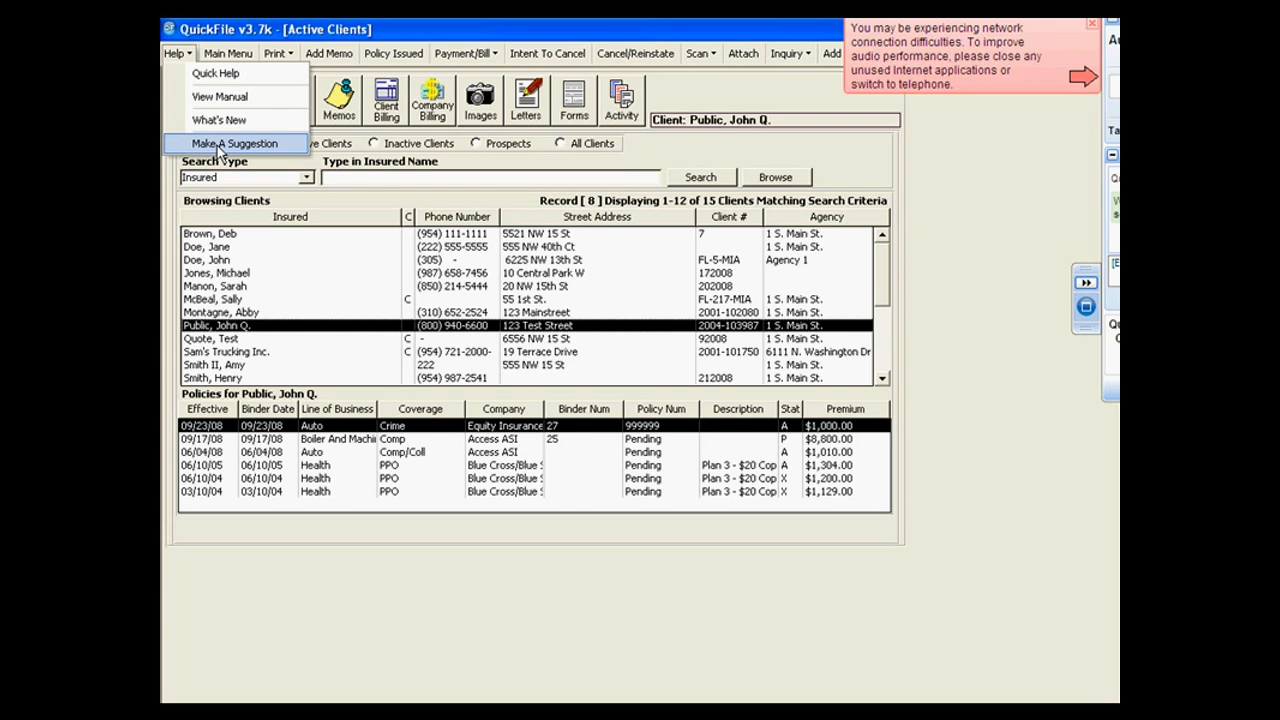 QuickFile v3.7k - [Active Clients]
Help Main Menu Print Add Memo Policy Issued Payment/Bill Intent To Cancel Cancel/Reinstate Scan Attach Inquiry Add
You may be experiencing network
connection difficulties. To improve
audio performance, please close any
unused Internet applications or
switch to telephone.
Quick Help
View Manual
What's New
Make A Suggestion
Memos Client Billing Company Billing Images Letters Forms Activity
Client: Public, John Q.
ve Clients Inactive Clients Prospects All Clients
Search Type Type in Insured Name
Insured Search Browse
Browsing Clients Record [ 8 ] Displaying 1-12 of 15 Clients Matching Search Criteria
Insured C Phone Number Street Address Client # Agency
Brown, Deb (954) 111-1111 5521 NW 15 St 7 1 S. Main St.
Doe, Jane (222) 555-5555 555 NW 40th Ct 1 S. Main St.
Doe, John (305) - 6225 NW 13th St FL-5-MIA Agency 1
Jones, Michael (987) 658-7456 10 Central Park W 172008
Manon, Sarah (850) 214-5444 20 NW 15th St 202008
McBeal, Sally C 55 1st St. FL-217-MIA 1 S. Main St.
Montagne, Abby (310) 652-2524 123 Mainstreet 2001-102080 1 S. Main St.
Public, John Q. (800) 940-6600 123 Test Street 2004-103987 1 S. Main St.
Quote, Test C - 6556 NW 15 St 92008 1 S. Main St.
Sam's Trucking Inc. C (954) 721-2000- 19 Terrace Drive 2001-101750 6111 N. Washington Dr
Smith II, Amy 222 555 NW 15 St 1 S. Main St.
Smith, Henry (954) 987-2541 212008 1 S. Main St.
Policies for Public, John Q.
Effective Binder Date Line of Business Coverage Company Binder Num Policy Num Description Stat Premium
09/23/08 09/23/08 Auto Crime Equity Insurance 27 999999 A $1,000.00
09/17/08 09/17/08 Boiler And Machi Comp Access ASI 25 Pending P $8,800.00
06/04/08 06/04/08 Auto Comp/Coll Access ASI Pending A $1,010.00
06/10/05 06/10/05 Health PPO Blue Cross/Blue S Pending Plan 3 - $20 Cop A $1,304.00
06/10/04 06/10/04 Health PPO Blue Cross/Blue S Pending Plan 3 - $20 Cop X $1,200.00
03/10/04 03/10/04 Health PPO Blue Cross/Blue S Pending Plan 3 - $20 Cop X $1,129.00